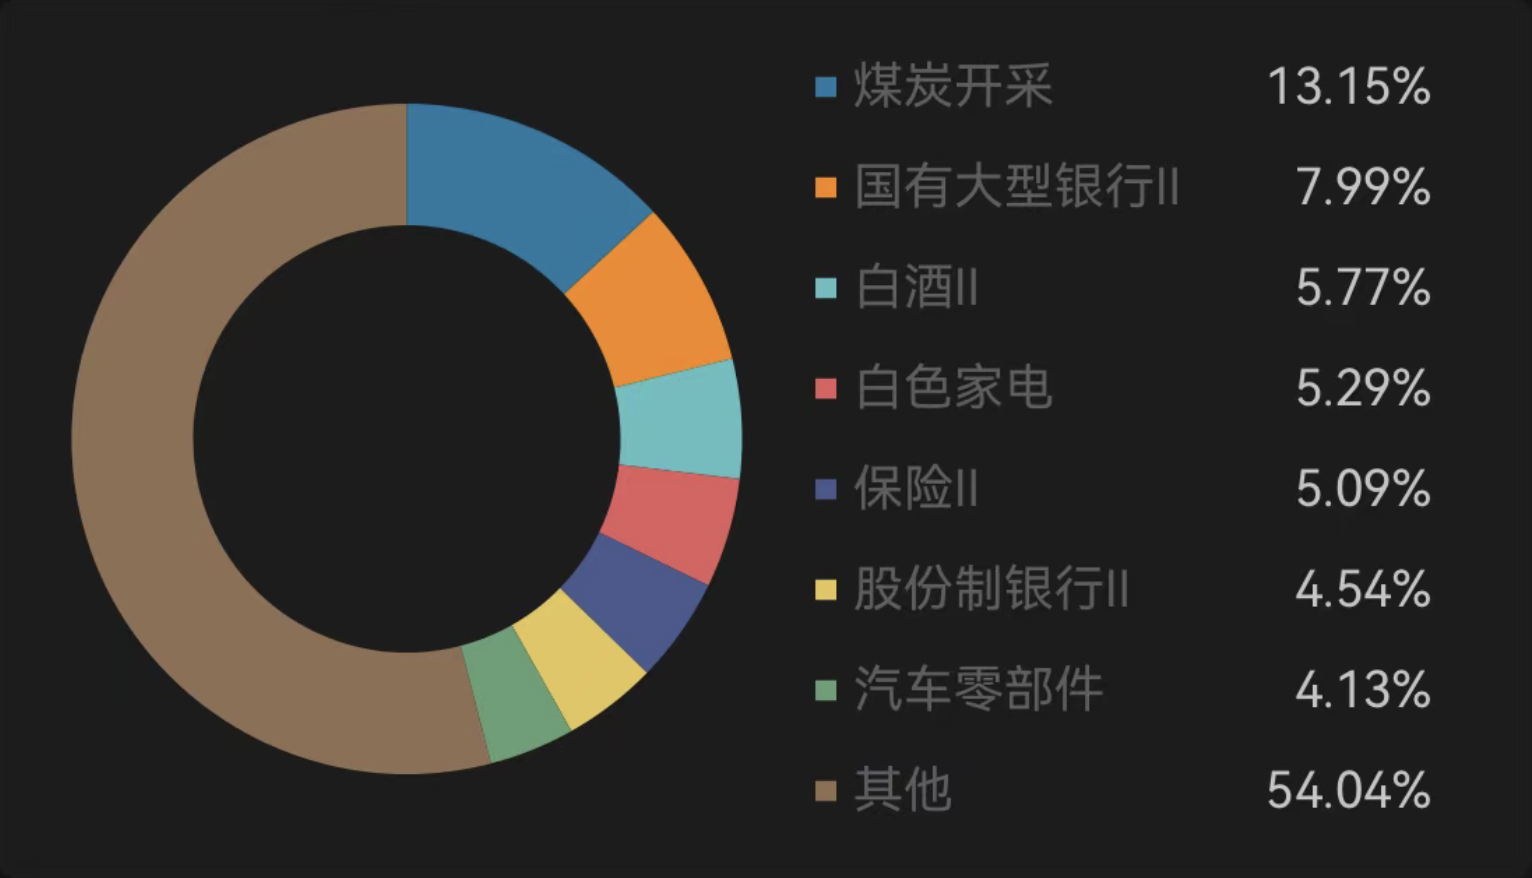 煤炭开采 13.15%
国有大型银行II 7.99%
白酒II 5.77%
白色家电 5.29%
保险II 5.09%
股份制银行II 4.54%
汽车零部件 4.13%
其他 54.04%